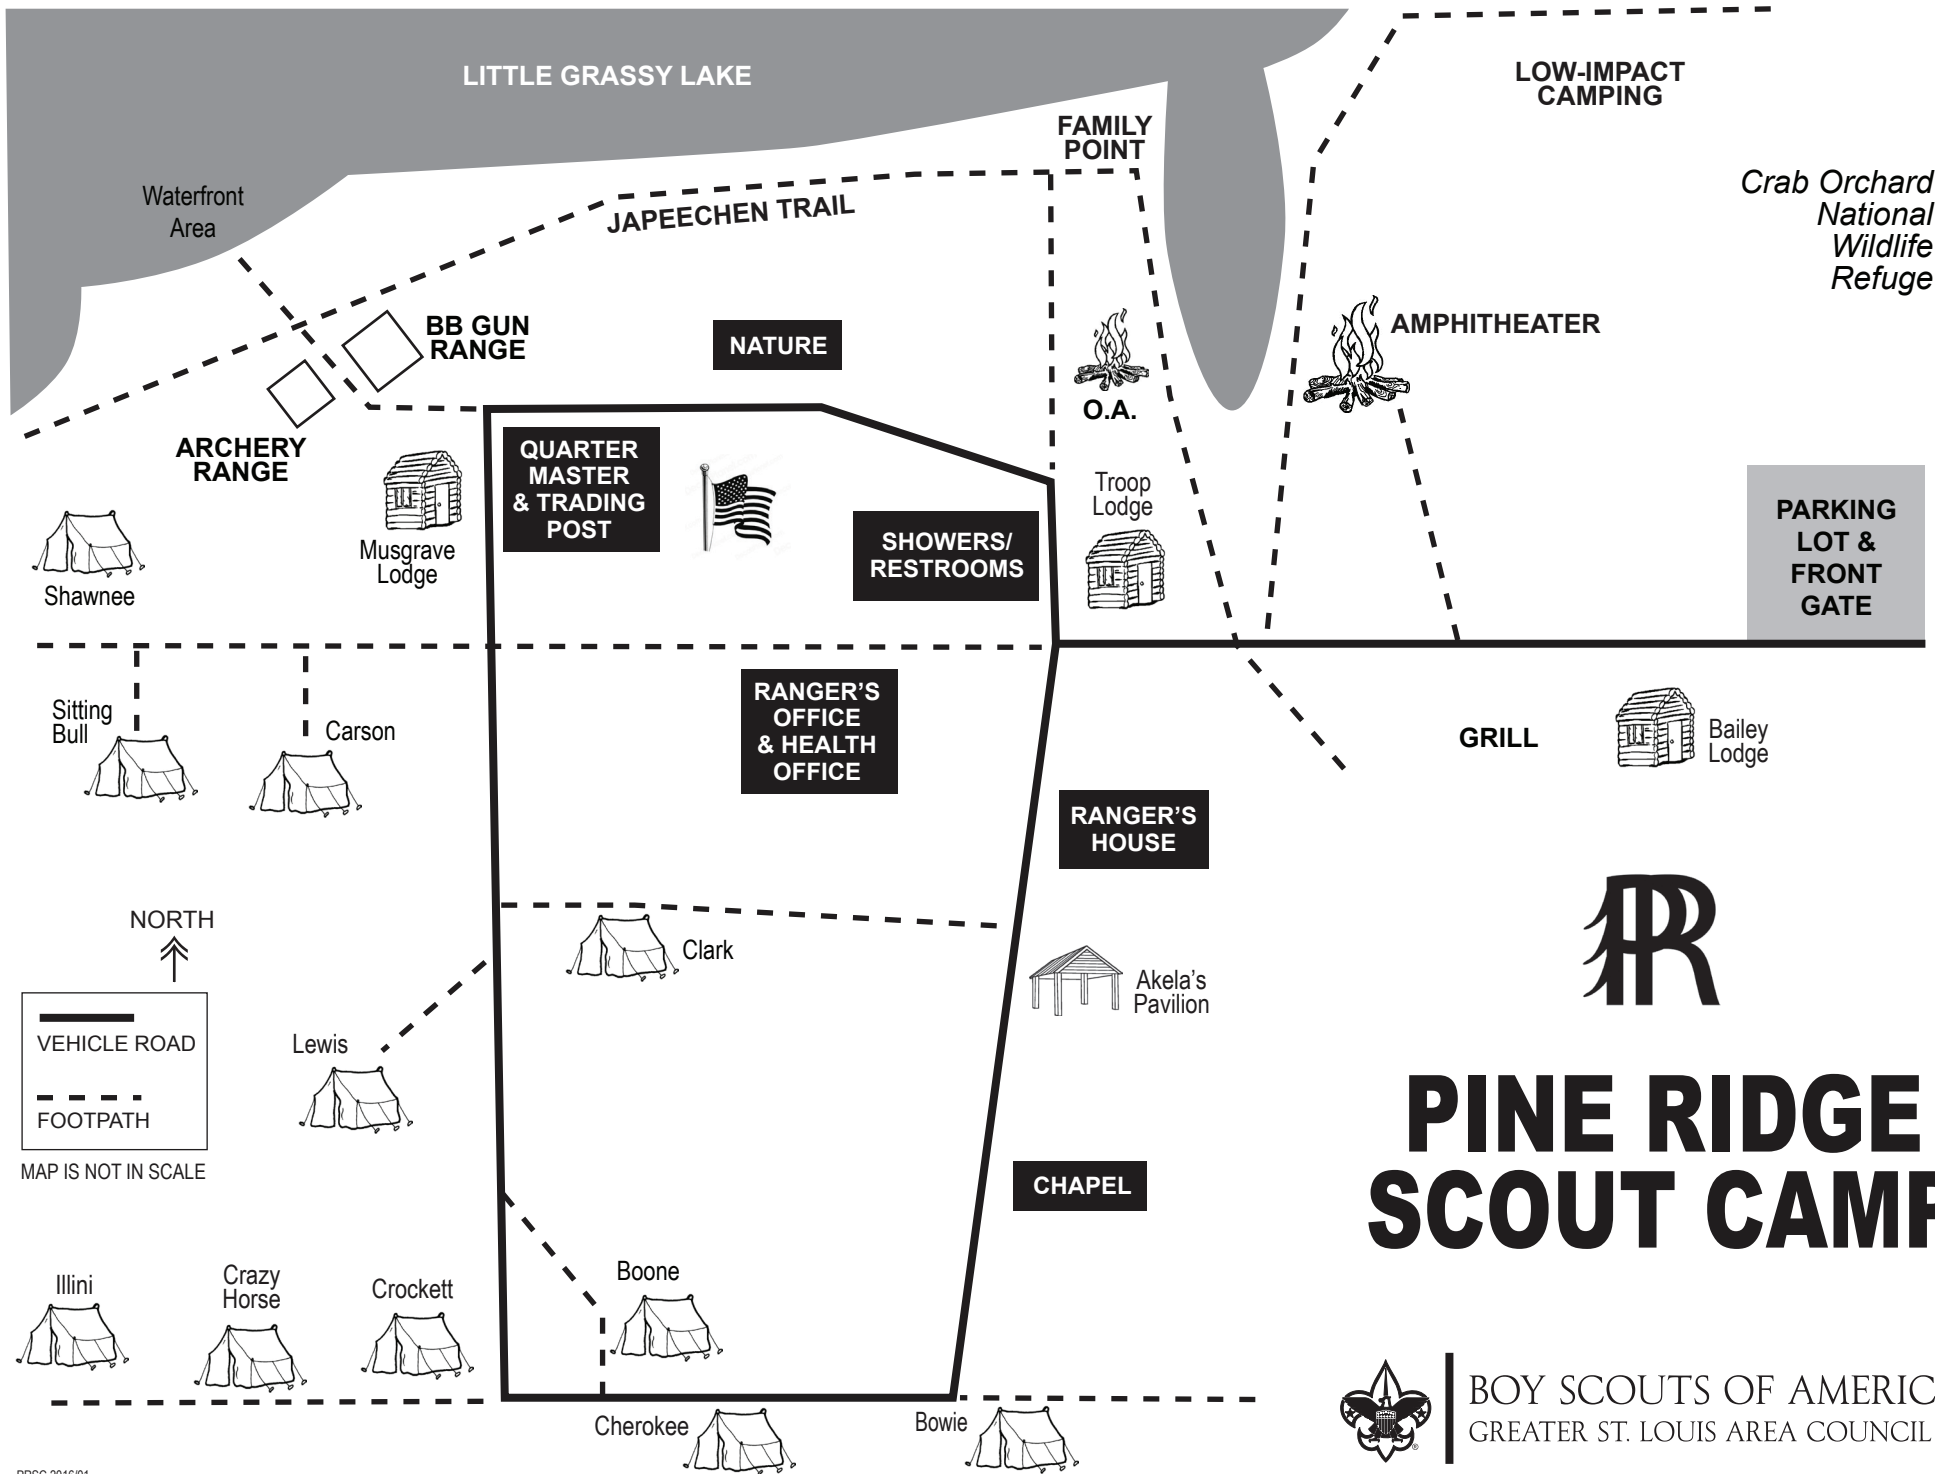 LITTLE GRASSY LAKE
LOW-IMPACT
CAMPING
FAMILY
POINT
Crab Orchard
National
Wildlife
Refuge
Waterfront
Area
JAPEECHEN TRAIL
BB GUN
RANGE
NATURE
AMPHITHEATER
O.A.
ARCHERY
RANGE
QUARTER
MASTER
& TRADING
POST
Musgrave
Lodge
Troop
Lodge
SHOWERS/
RESTROOMS
PARKING
LOT &
FRONT
GATE
Shawnee
RANGER'S
OFFICE
& HEALTH
OFFICE
Sitting
Bull
Carson
GRILL
Bailey
Lodge
RANGER'S
HOUSE
NORTH
Clark
Akela's
Pavilion
VEHICLE ROAD
FOOTPATH
MAP IS NOT IN SCALE
Lewis
PR
PINE RIDGE
SCOUT CAMP
CHAPEL
Illini
Crazy
Horse
Crockett
Boone
Cherokee
Bowie
BOY SCOUTS OF AMERIC
GREATER ST. LOUIS AREA COUNCIL